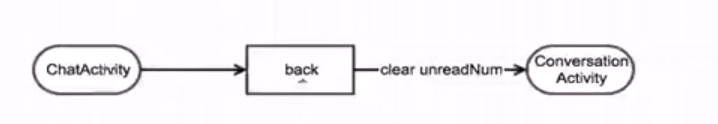 ChatActivity
back
clear unreadNum
Conversation
Activity